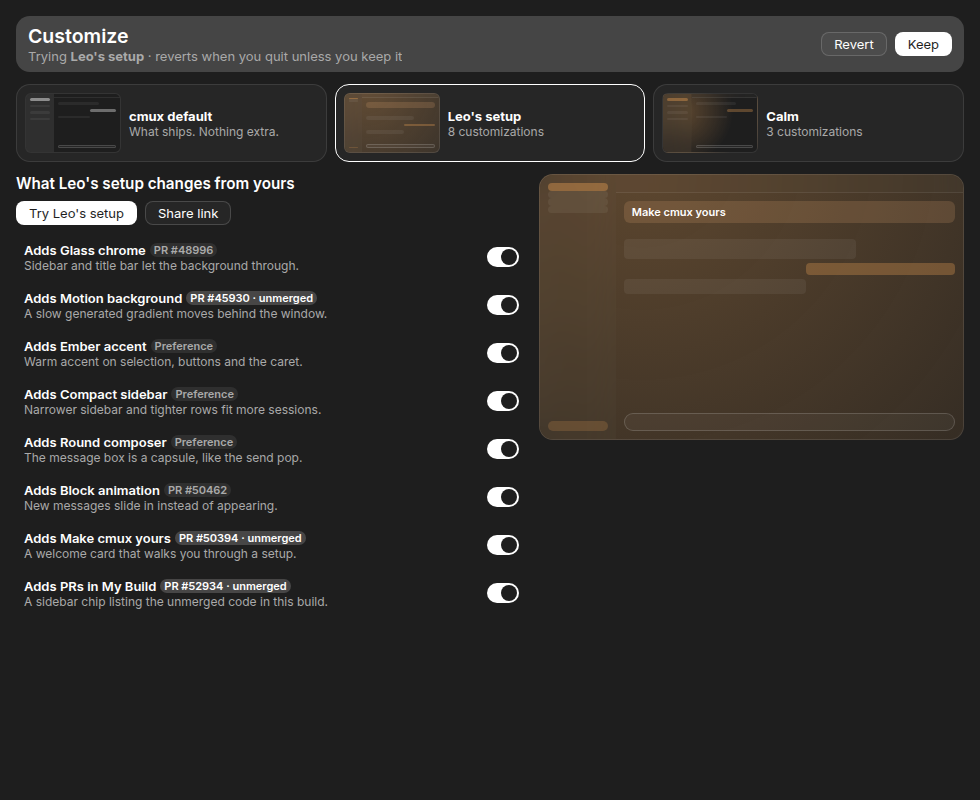 Customize
Trying Leo's setup · reverts when you quit unless you keep it
Revert
Keep
cmux default
What ships. Nothing extra.
Leo's setup
8 customizations
Calm
3 customizations
What Leo's setup changes from yours
Try Leo's setup
Share link
Adds Glass chrome PR #48996
Sidebar and title bar let the background through.
Adds Motion background PR #45930 · unmerged
A slow generated gradient moves behind the window.
Adds Ember accent Preference
Warm accent on selection, buttons and the caret.
Adds Compact sidebar Preference
Narrower sidebar and tighter rows fit more sessions.
Adds Round composer Preference
The message box is a capsule, like the send pop.
Adds Block animation PR #50462
New messages slide in instead of appearing.
Adds Make cmux yours PR #50394 · unmerged
A welcome card that walks you through a setup.
Adds PRs in My Build PR #52934 · unmerged
A sidebar chip listing the unmerged code in this build.
Make cmux yours